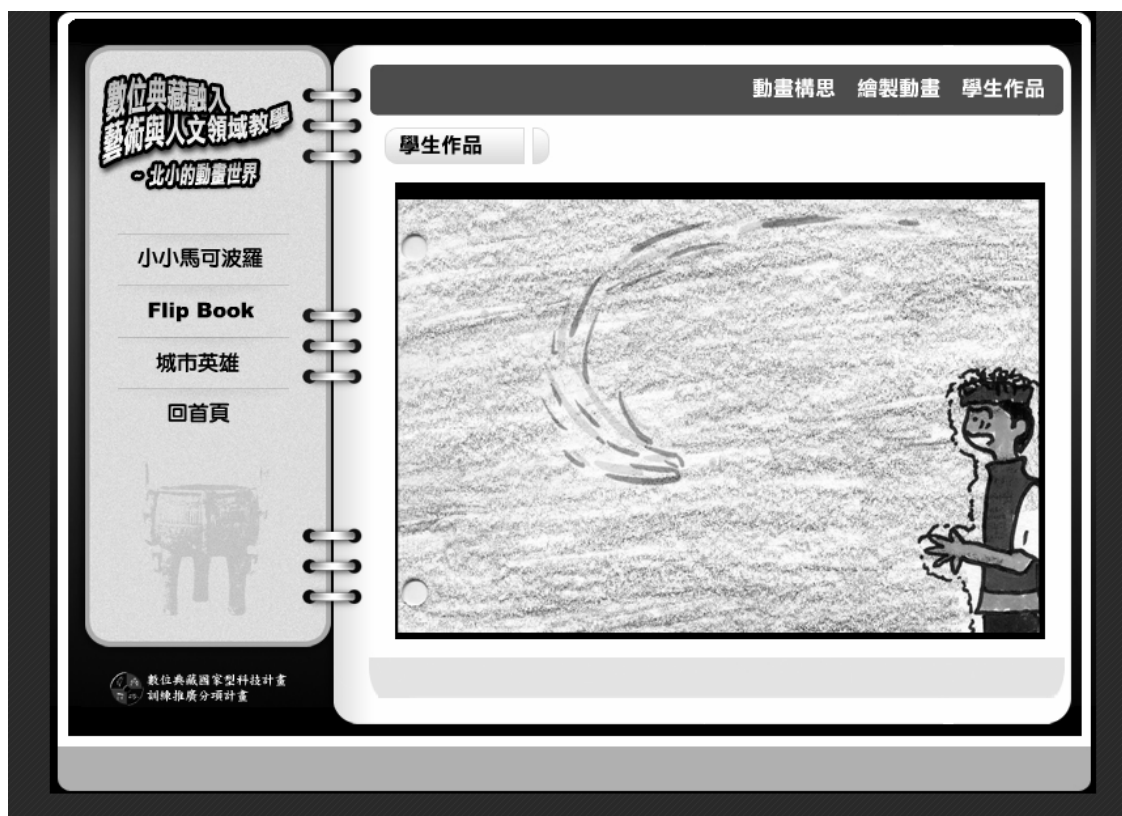 數位典藏融入
藝術與人文領域教學
~北小的動畫世界
小小馬可波羅
Flip Book
城市英雄
回首頁
數位典藏國家型科技計畫
訓練推廣分項計畫
動畫構思 繪製動畫 學生作品
學生作品